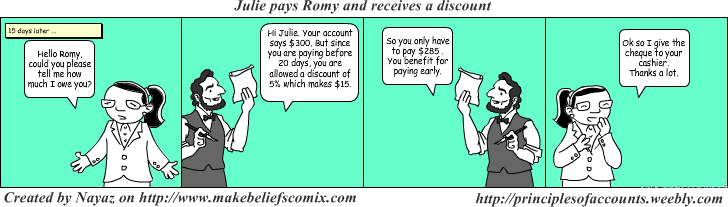 Julie pays Romy and receives a discount
15 days later ...
Hello Romy,
could you please
tell me how
much I owe you?
Hi Julie. Your account
says $300. But since
you are paying before
20 days, you are
allowed a discount of
5% which makes $15.
So you only have
to pay $285 .
You benefit for
paying early.
Ok so I give the
cheque to your
cashier.
Thanks a lot.
Created by Nayaz on http://www.makebeliefscomix.com
http://principlesofaccounts.weebly.com